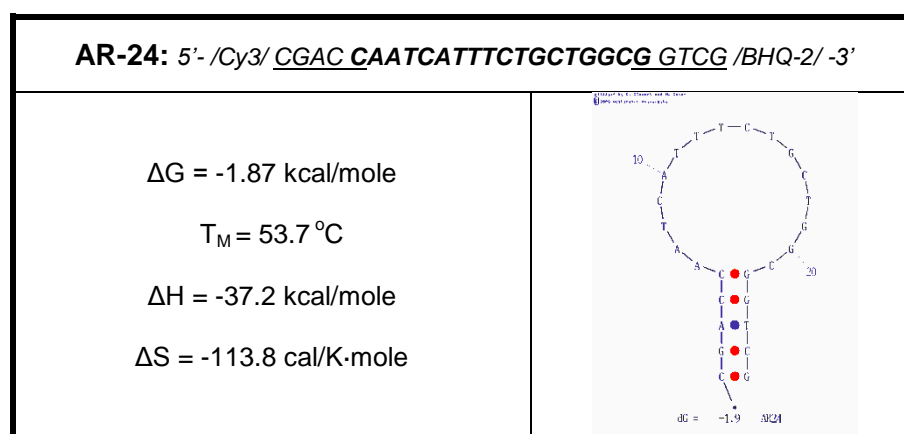 AR-24: 5'- /Cy3/ CGAC CAATCATTTCTGCTGGCG GTCG /BHQ-2/ -3'
ΔG = -1.87 kcal/mole
TM = 53.7 °C
ΔH = -37.2 kcal/mole
ΔS = -113.8 cal/K·mole
T T T C T
10 A G
C C
T T
A G
A G 20
C G C
C G
C G
A T
G C
C G
dG = -1.9 AR24